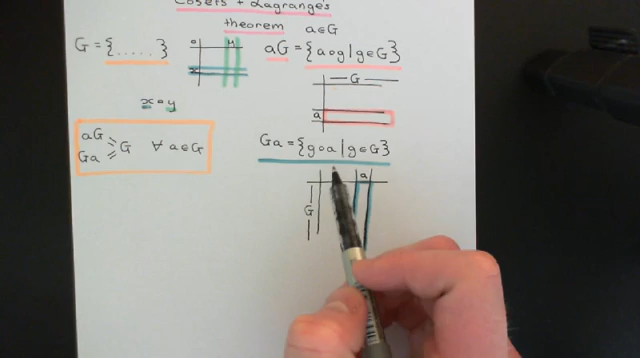 Cosets + Lagrange's
theorem
a∈G
G = {.....}
o
y
x
aG = {a∘g | g∈G}
G
a
x∘y
aG
Ga
= G ∀ a∈G
Ga = {g∘a | g∈G}
a
G